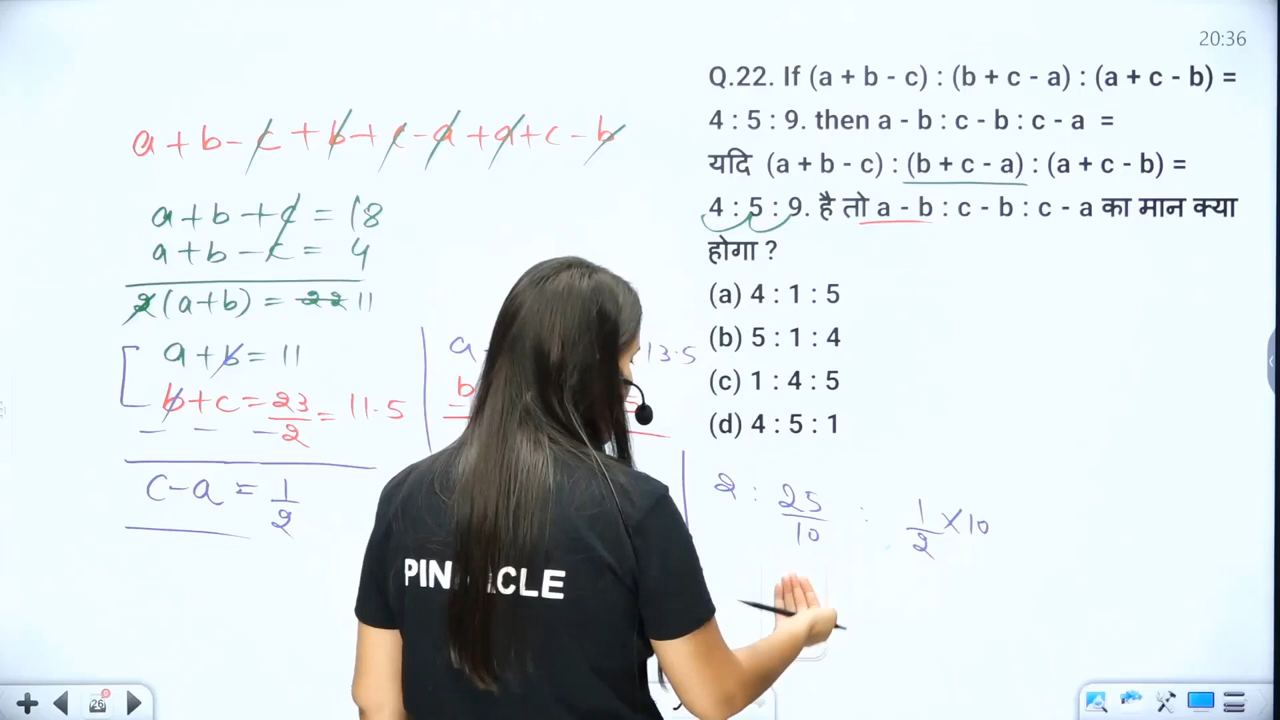 20:36
Q.22. If (a + b - c) : (b + c - a) : (a + c - b) =
4 : 5 : 9. then a - b : c - b : c - a =
यदि (a + b - c) : (b + c - a) : (a + c - b) =
4 : 5 : 9. है तो a - b : c - b : c - a का मान क्या
होगा ?
(a) 4 : 1 : 5
(b) 5 : 1 : 4
(c) 1 : 4 : 5
(d) 4 : 5 : 1
a + b - c + b + c - a + a + c - b
a + b + c = 18
a + b - c = 4
2(a+b) = 22 11
a + b = 11
b + c = 23/2 = 11.5
c - a = 1/2
a
13.5
b
2 : 25/10 : 1/2 × 10
PIN CLE
26